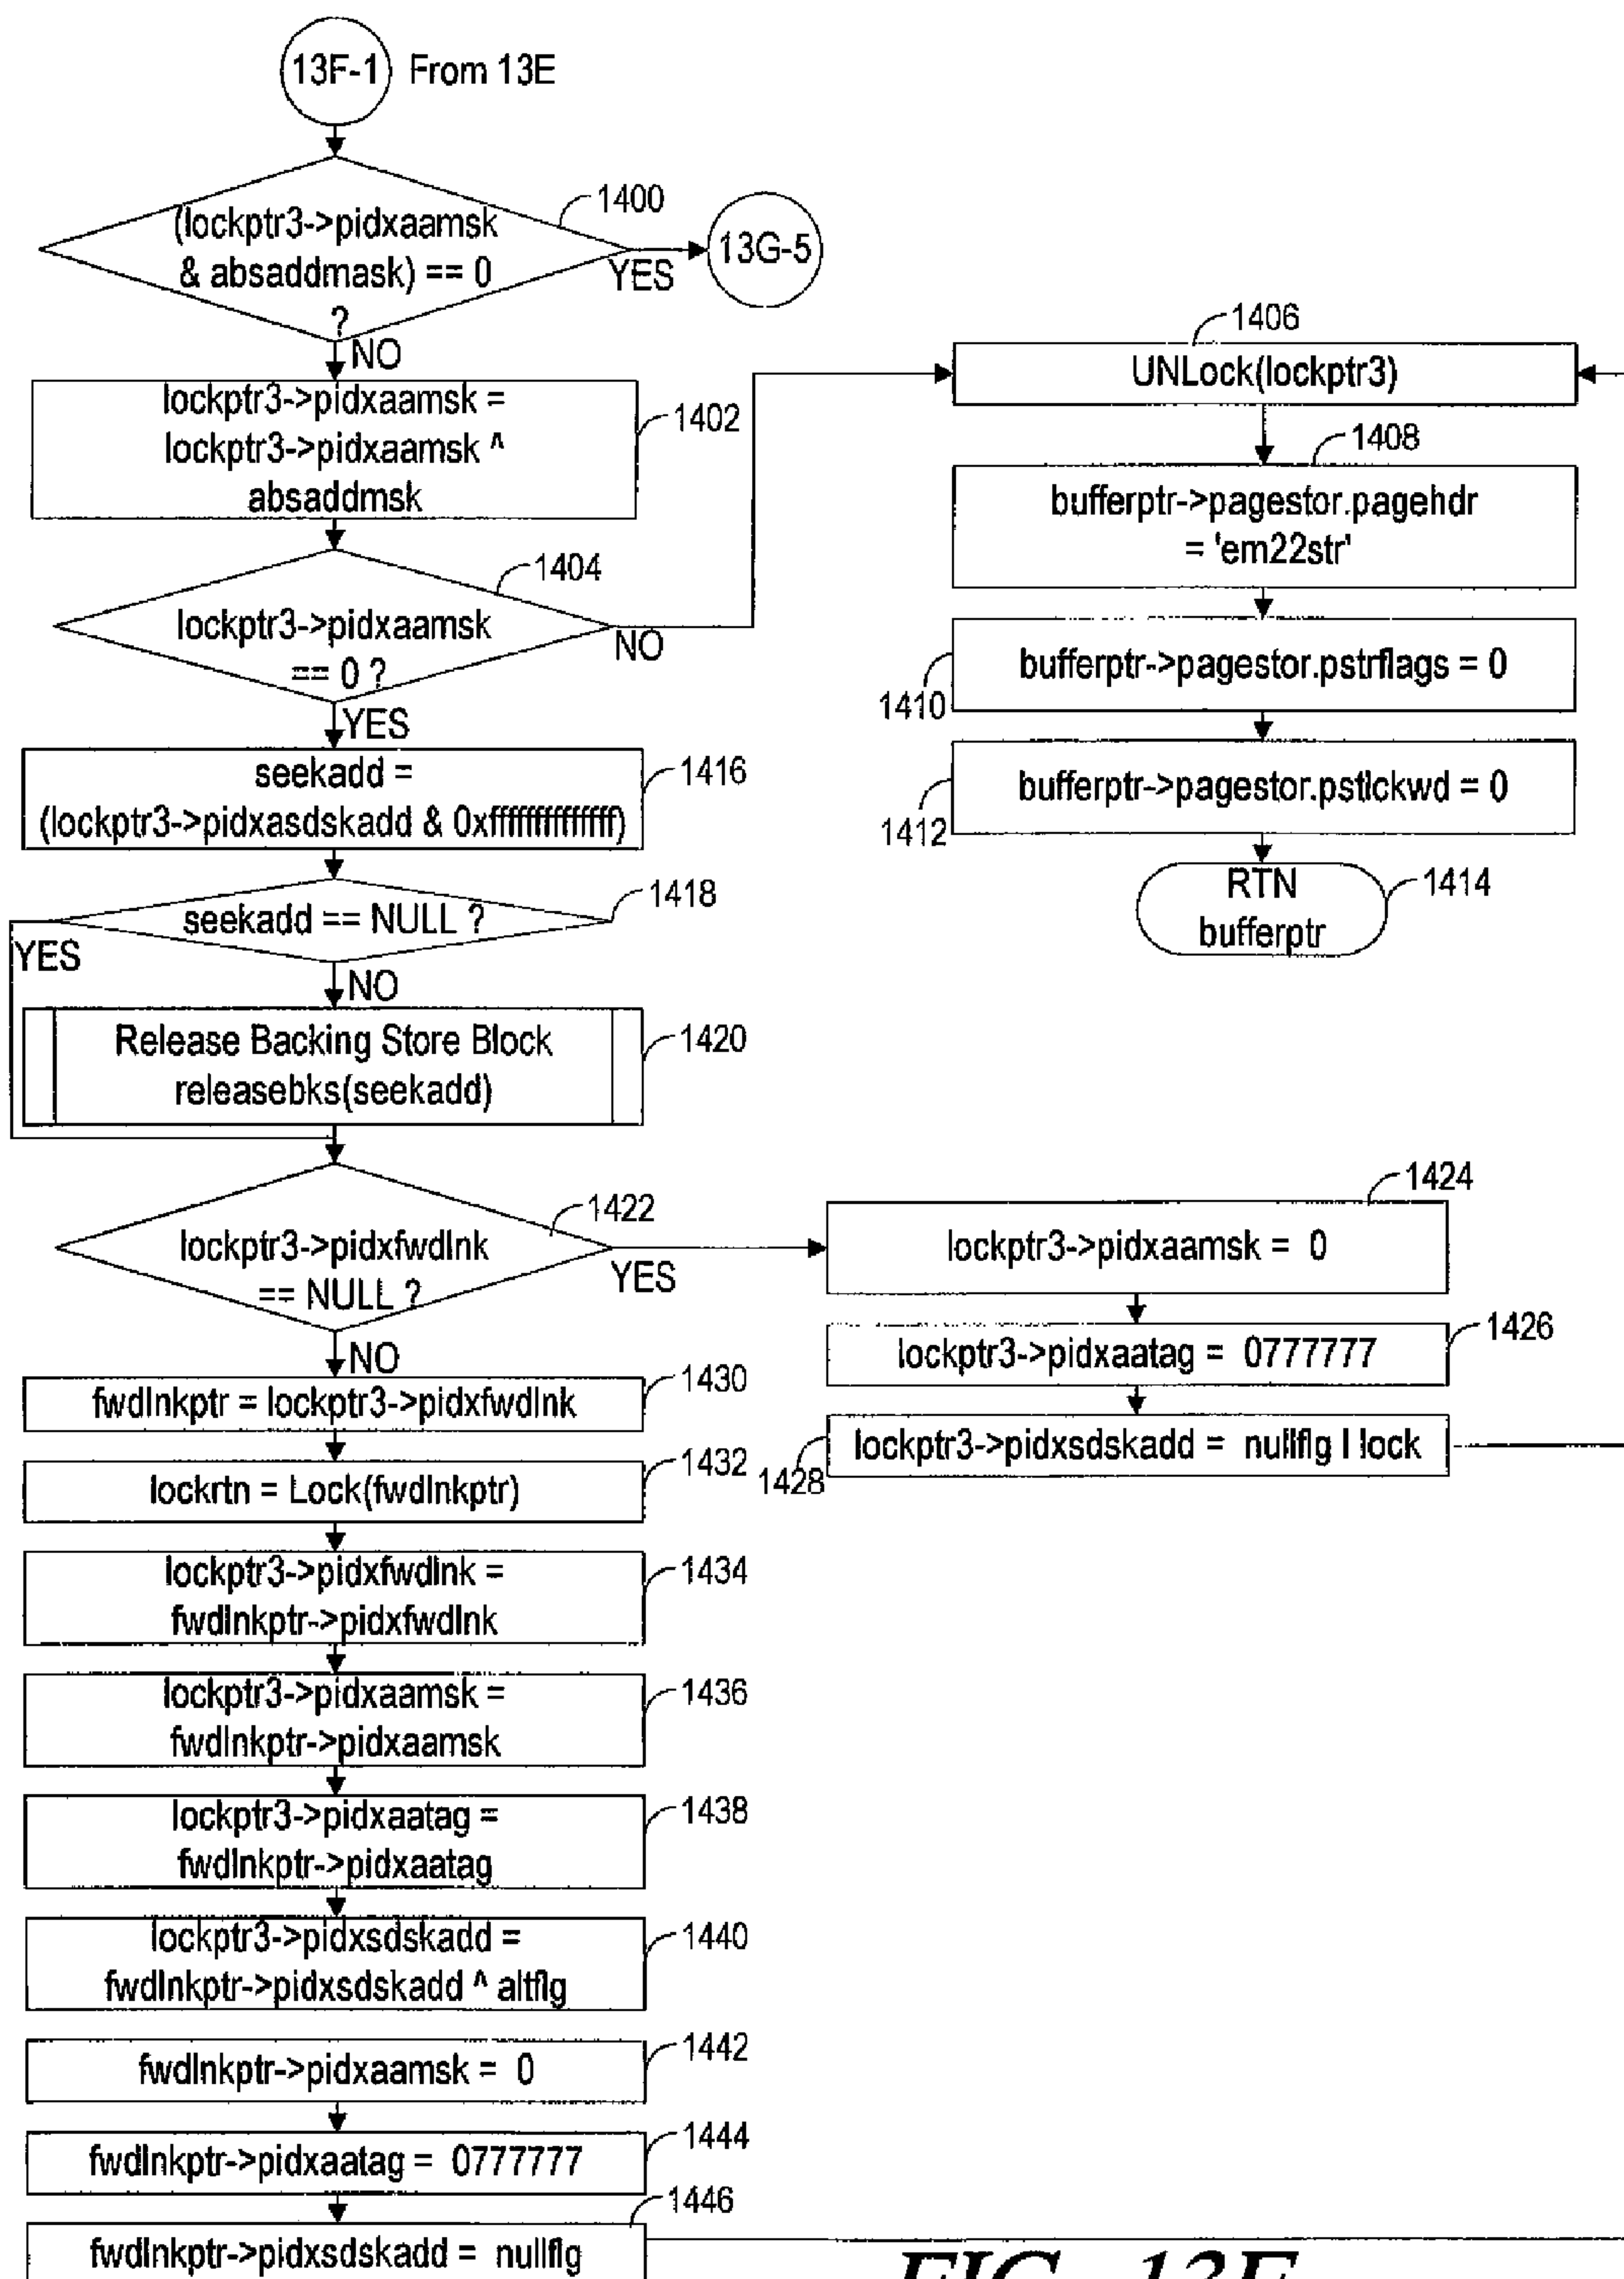 13F-1 From 13E
(lockptr3->pidxaamsk
& absaddmask) == 0
?
1400
YES
13G-5
NO
lockptr3->pidxaamsk =
lockptr3->pidxaamsk ^
absaddmsk
1402
lockptr3->pidxaamsk
== 0 ?
1404
NO
YES
UNLock(lockptr3)
1406
bufferptr->pagestor.pagehdr
= 'em22str'
1408
bufferptr->pagestor.pstrflags = 0
1410
bufferptr->pagestor.pstlckwd = 0
1412
RTN
bufferptr
1414
seekadd =
(lockptr3->pidxasdskadd & 0xffffffffffffff)
1416
seekadd == NULL ?
1418
YES
NO
Release Backing Store Block
releasebks(seekadd)
1420
lockptr3->pidxfwdlnk
== NULL ?
1422
YES
NO
lockptr3->pidxaamsk = 0
1424
lockptr3->pidxaatag = 0777777
1426
lockptr3->pidxsdskadd = nullflg | lock
1428
fwdlnkptr = lockptr3->pidxfwdlnk
1430
lockrtn = Lock(fwdlnkptr)
1432
lockptr3->pidxfwdlnk =
fwdlnkptr->pidxfwdlnk
1434
lockptr3->pidxaamsk =
fwdlnkptr->pidxaamsk
1436
lockptr3->pidxaatag =
fwdlnkptr->pidxaatag
1438
lockptr3->pidxsdskadd =
fwdlnkptr->pidxsdskadd ^ altflg
1440
fwdlnkptr->pidxaamsk = 0
1442
fwdlnkptr->pidxaatag = 0777777
1444
fwdlnkptr->pidxsdskadd = nullflg
1446
FIG. 13F